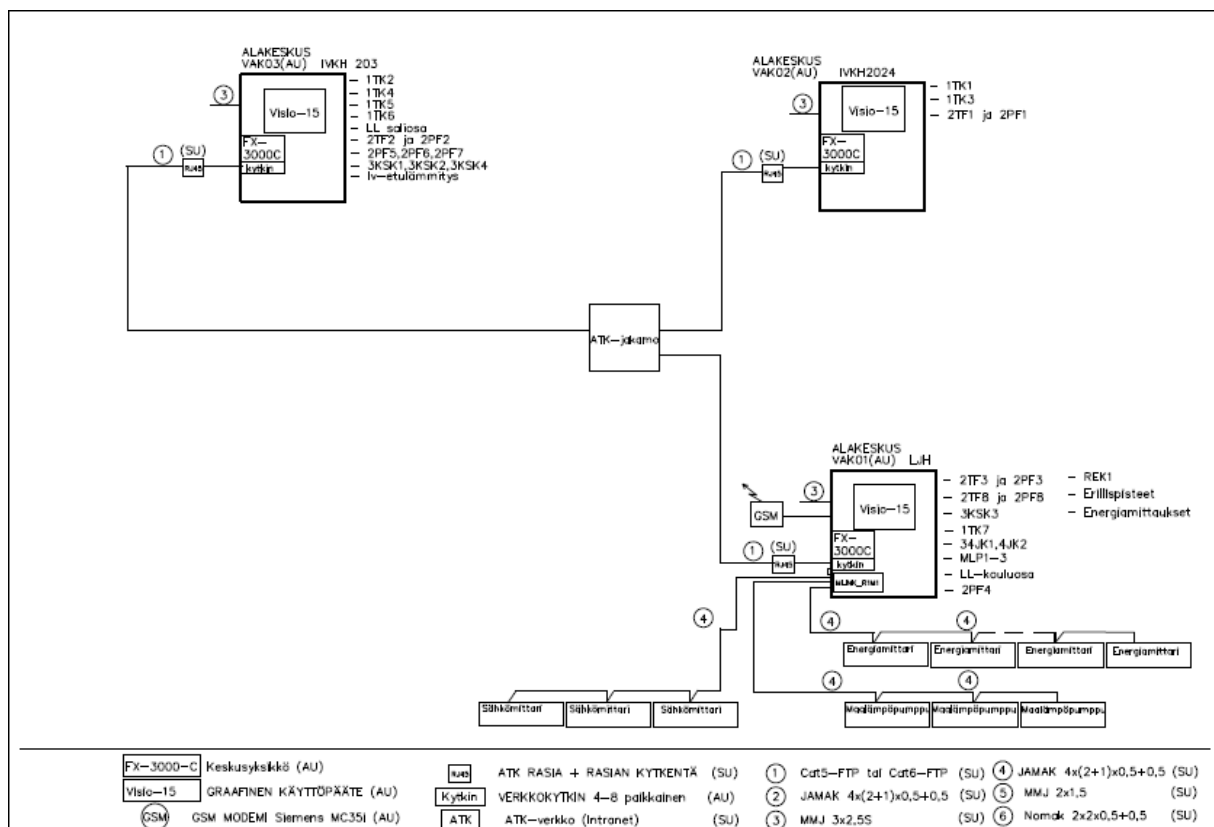 ALAKESKUS
VAK03(AU) IVKH 203
3
Visio-15
FX-
3000C
kytkin
1 (SU)
RJ45
- 1TK2
- 1TK4
- 1TK5
- 1TK6
- LL saliosa
- 2TF2 ja 2PF2
- 2PF5,2PF6,2PF7
- 3KSK1,3KSK2,3KSK4
- Iv-etulämmitys
ALAKESKUS
VAK02(AU) IVKH2024
3
Visio-15
FX-
3000C
kytkin
1 (SU)
RJ45
- 1TK1
- 1TK3
- 2TF1 ja 2PF1
ATK-jakamo
ALAKESKUS
VAK01(AU) LJH
3
GSM
Visio-15
FX-
3000C
kytkin
1 (SU)
RJ45
- 2TF3 ja 2PF3
- 2TF8 ja 2PF8
- 3KSK3
- 1TK7
- 34JK1,4JK2
- MLP1-3
- LL-kouluosa
- 2PF4
- REK1
- Erillispisteet
- Energiamittaukset
4
4
4
Energiamittari Energiamittari Energiamittari Energiamittari
4
4
Sähkömittari Sähkömittari Sähkömittari
Maalämpöpumppu Maalämpöpumppu Maalämpöpumppu
FX-3000-C Keskusyksikkö (AU)
Visio-15 GRAAFINEN KÄYTTÖPÄÄTE (AU)
GSM GSM MODEMI Siemens MC35i (AU)
RJ45 ATK RASIA + RASIAN KYTKENTÄ (SU)
Kytkin VERKKOKYTKIN 4-8 paikkainen (AU)
ATK ATK-verkko (Intranet) (SU)
1 Cat5-FTP tai Cat6-FTP (SU)
2 JAMAK 4x(2+1)x0,5+0,5 (SU)
3 MMJ 3x2,5S (SU)
4 JAMAK 4x(2+1)x0,5+0,5 (SU)
5 MMJ 2x1,5 (SU)
6 Nomak 2x2x0,5+0,5 (SU)